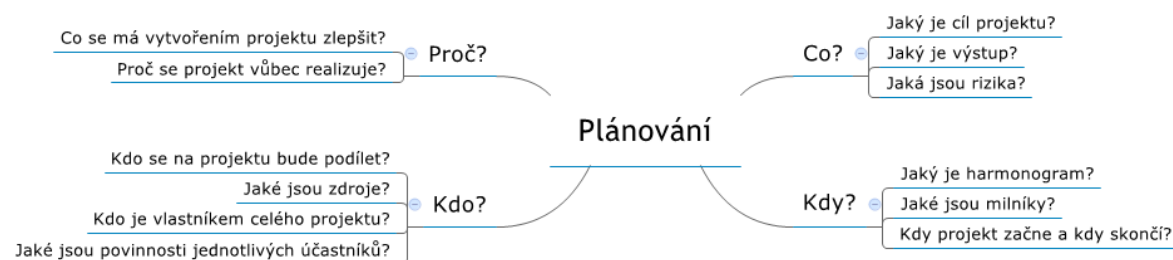 Plánování
Proč?
Co se má vytvořením projektu zlepšit?
Proč se projekt vůbec realizuje?
Co?
Jaký je cíl projektu?
Jaký je výstup?
Jaká jsou rizika?
Kdo?
Kdo se na projektu bude podílet?
Jaké jsou zdroje?
Kdo je vlastníkem celého projektu?
Jaké jsou povinnosti jednotlivých účastníků?
Kdy?
Jaký je harmonogram?
Jaké jsou milníky?
Kdy projekt začne a kdy skončí?